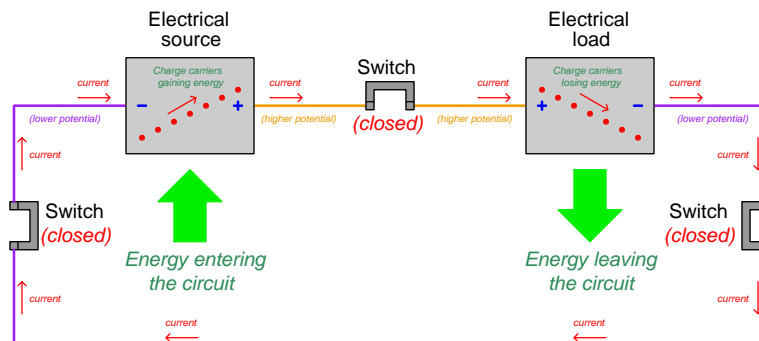 Electrical
source
Electrical
load
Switch
(closed)
current
current
current
current
Charge carriers
gaining energy
Charge carriers
losing energy
−
+
+
−
(lower potential)
(higher potential)
(higher potential)
(lower potential)
current
current
Switch
(closed)
Switch
(closed)
Energy entering
the circuit
Energy leaving
the circuit
current
current
current
current